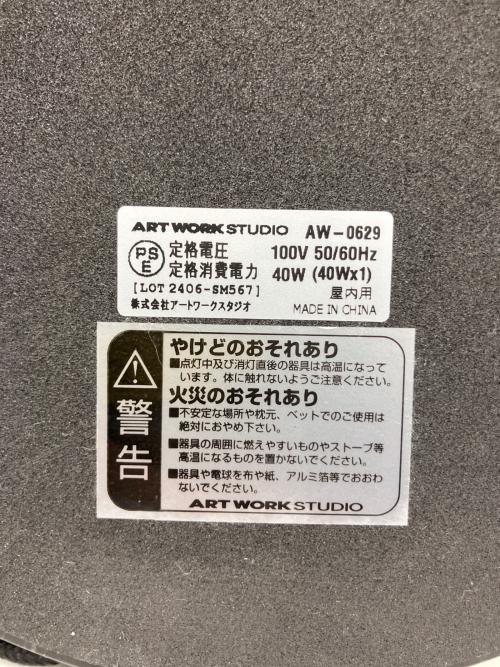 ART WORK STUDIO AW-0629
PS E 定格電圧 100V 50/60Hz
定格消費電力 40W (40Wx1)
[LOT 2406-SM567] 屋内用
株式会社アートワークスタジオ MADE IN CHINA
警告
やけどのおそれあり
■点灯中及び消灯直後の器具は高温になって
います。体に触れないようご注意ください。
火災のおそれあり
■不安定な場所や枕元、ベットでのご使用は
絶対におやめ下さい。
■器具の周囲に燃えやすいものやストーブ等
高温になるものを置かないでください。
■器具や電球を布や紙、アルミ箔等でおおわ
ないでください。
ART WORK STUDIO